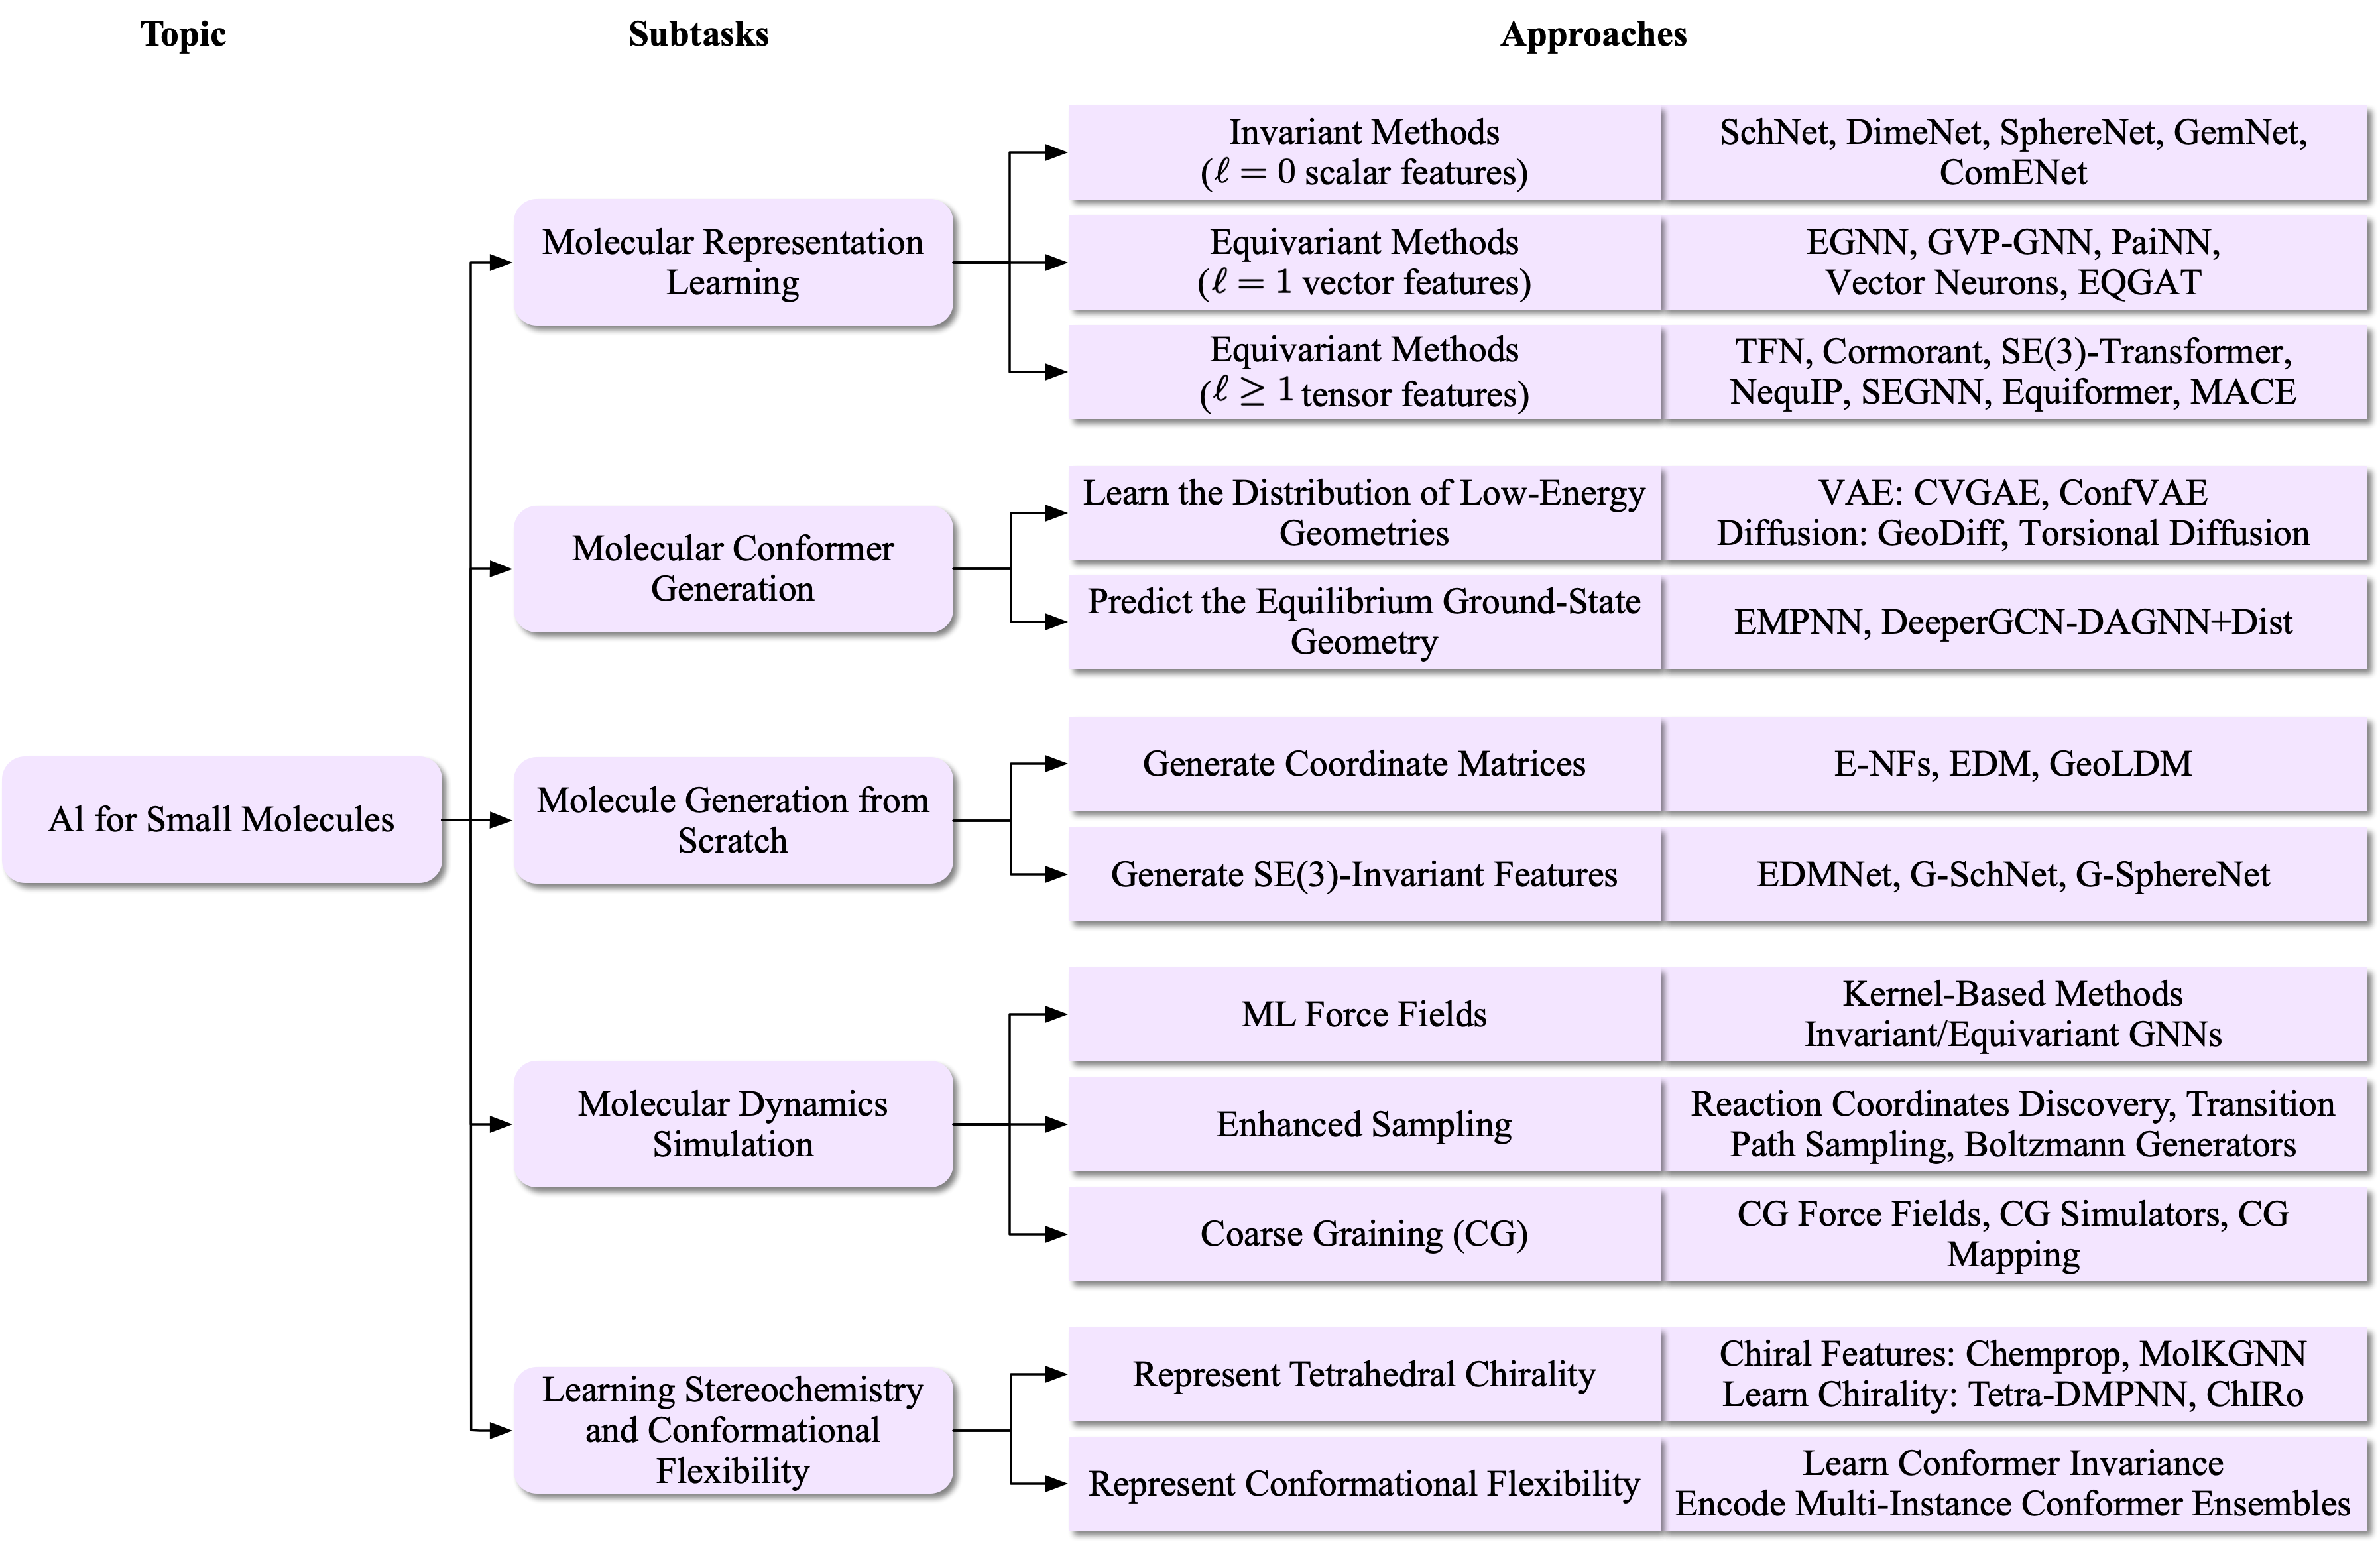 Topic
Subtasks
Approaches
AI for Small Molecules
Molecular Representation
Learning
Invariant Methods
(ℓ = 0 scalar features)
SchNet, DimeNet, SphereNet, GemNet,
ComENet
Equivariant Methods
(ℓ = 1 vector features)
EGNN, GVP-GNN, PaiNN,
Vector Neurons, EQGAT
Equivariant Methods
(ℓ ≥ 1 tensor features)
TFN, Cormorant, SE(3)-Transformer,
NequIP, SEGNN, Equiformer, MACE
Molecular Conformer
Generation
Learn the Distribution of Low-Energy
Geometries
VAE: CVGAE, ConfVAE
Diffusion: GeoDiff, Torsional Diffusion
Predict the Equilibrium Ground-State
Geometry
EMPNN, DeeperGCN-DAGNN+Dist
Molecule Generation from
Scratch
Generate Coordinate Matrices
E-NFs, EDM, GeoLDM
Generate SE(3)-Invariant Features
EDMNet, G-SchNet, G-SphereNet
Molecular Dynamics
Simulation
ML Force Fields
Kernel-Based Methods
Invariant/Equivariant GNNs
Enhanced Sampling
Reaction Coordinates Discovery, Transition
Path Sampling, Boltzmann Generators
Coarse Graining (CG)
CG Force Fields, CG Simulators, CG
Mapping
Learning Stereochemistry
and Conformational
Flexibility
Represent Tetrahedral Chirality
Chiral Features: Chemprop, MolKGNN
Learn Chirality: Tetra-DMPNN, ChIRo
Represent Conformational Flexibility
Learn Conformer Invariance
Encode Multi-Instance Conformer Ensembles